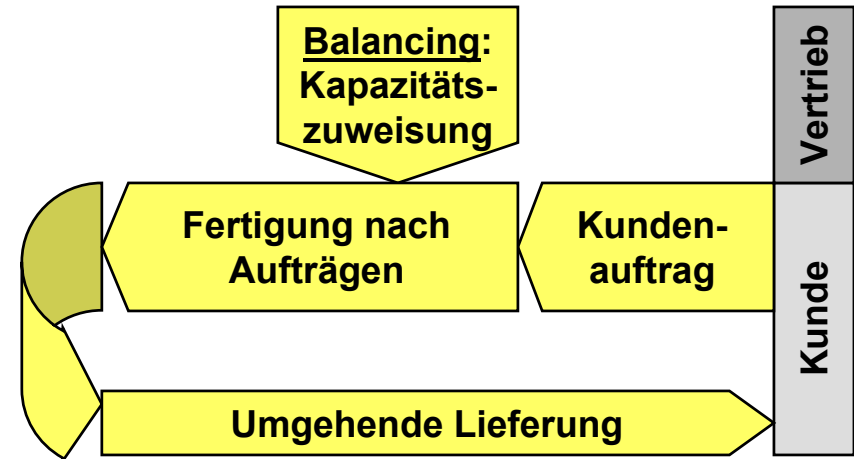 Balancing:
Kapazitäts-
zuweisung
Vertrieb
Fertigung nach
Aufträgen
Kunden-
auftrag
Kunde
Umgehende Lieferung